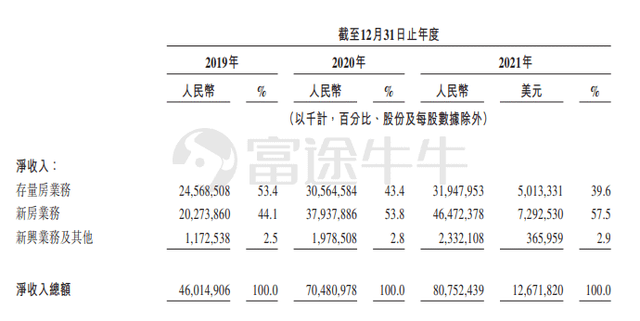 截至12月31日止年度
2019年 2020年 2021年
人民幣 % 人民幣 % 人民幣 美元 %
（以千計，百分比、股份及每股數據除外）
富途牛牛
淨收入：
存量房業務 24,568,508 53.4 30,564,584 43.4 31,947,953 5,013,331 39.6
新房業務 20,273,860 44.1 37,937,886 53.8 46,472,378 7,292,530 57.5
新興業務及其他 1,172,538 2.5 1,978,508 2.8 2,332,108 365,959 2.9
淨收入總額 46,014,906 100.0 70,480,978 100.0 80,752,439 12,671,820 100.0